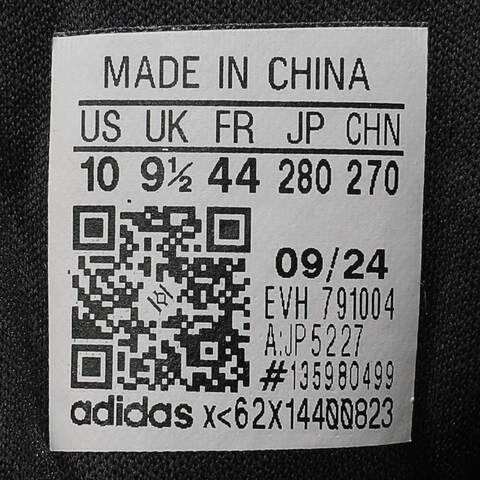 MADE IN CHINA
US UK FR JP CHN
10 9½ 44 280 270
09/24
EVH 791004
A:JP5227
#135980499
adidas x<62X14400823